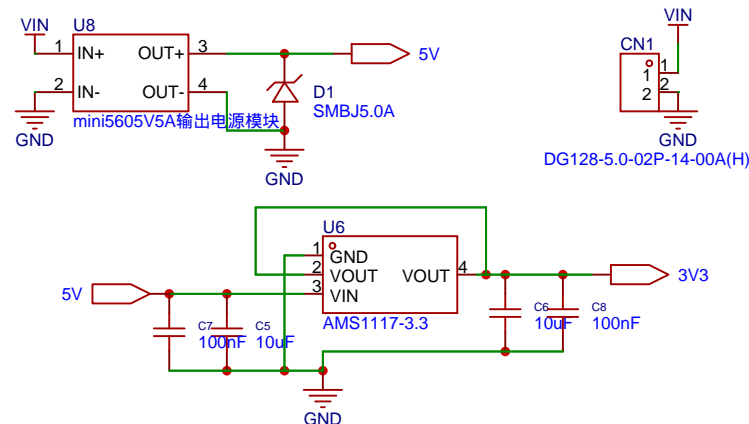 VIN
U8
1 IN+ OUT+ 3
2 IN- OUT- 4
mini5605V5A输出电源模块
GND
5V
D1
SMBJ5.0A
GND
VIN
CN1
1 1
2 2
GND
DG128-5.0-02P-14-00A(H)
U6
1 GND
2 VOUT VOUT 4
3 VIN
AMS1117-3.3
5V
C7
100nF
C5
10uF
C6
10uF
C8
100nF
3V3
GND